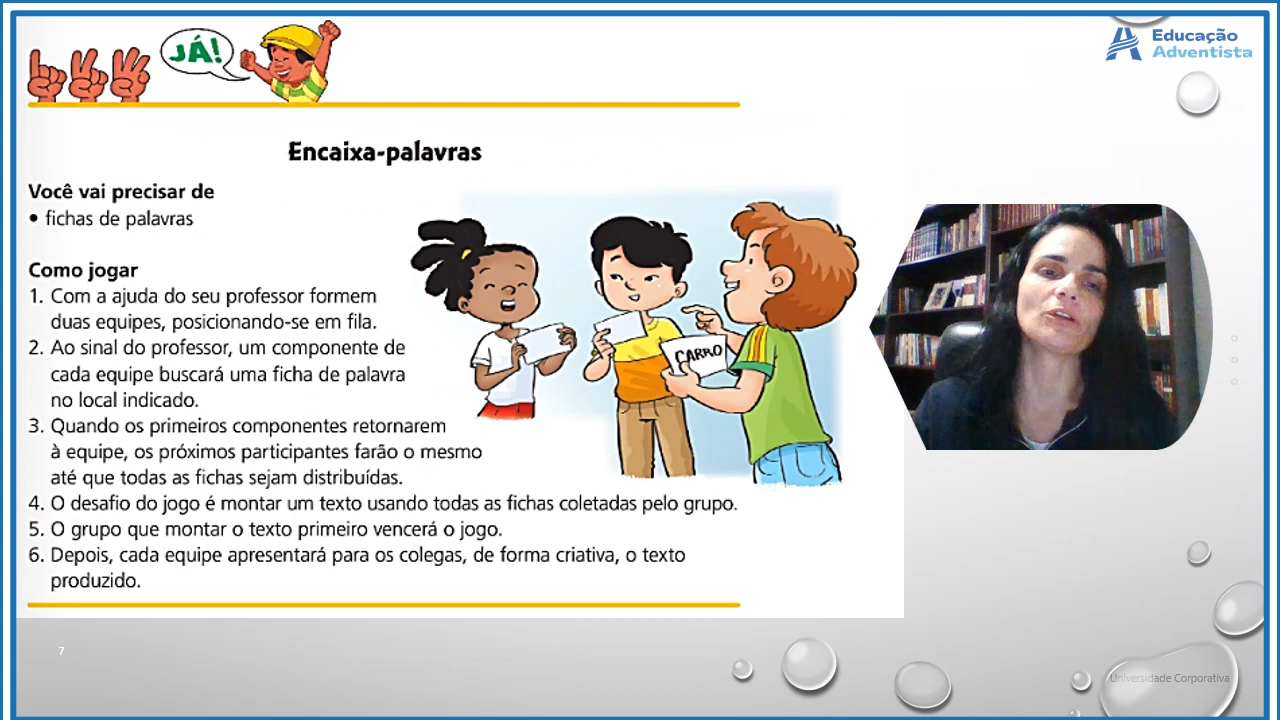 JÁ!
Educação
Adventista
Encaixa-palavras
Você vai precisar de
• fichas de palavras
Como jogar
1. Com a ajuda do seu professor formem
duas equipes, posicionando-se em fila.
2. Ao sinal do professor, um componente de
cada equipe buscará uma ficha de palavra
no local indicado.
3. Quando os primeiros componentes retornarem
à equipe, os próximos participantes farão o mesmo
até que todas as fichas sejam distribuídas.
4. O desafio do jogo é montar um texto usando todas as fichas coletadas pelo grupo.
5. O grupo que montar o texto primeiro vencerá o jogo.
6. Depois, cada equipe apresentará para os colegas, de forma criativa, o texto
produzido.
CARRO
7
Universidade Corporativa